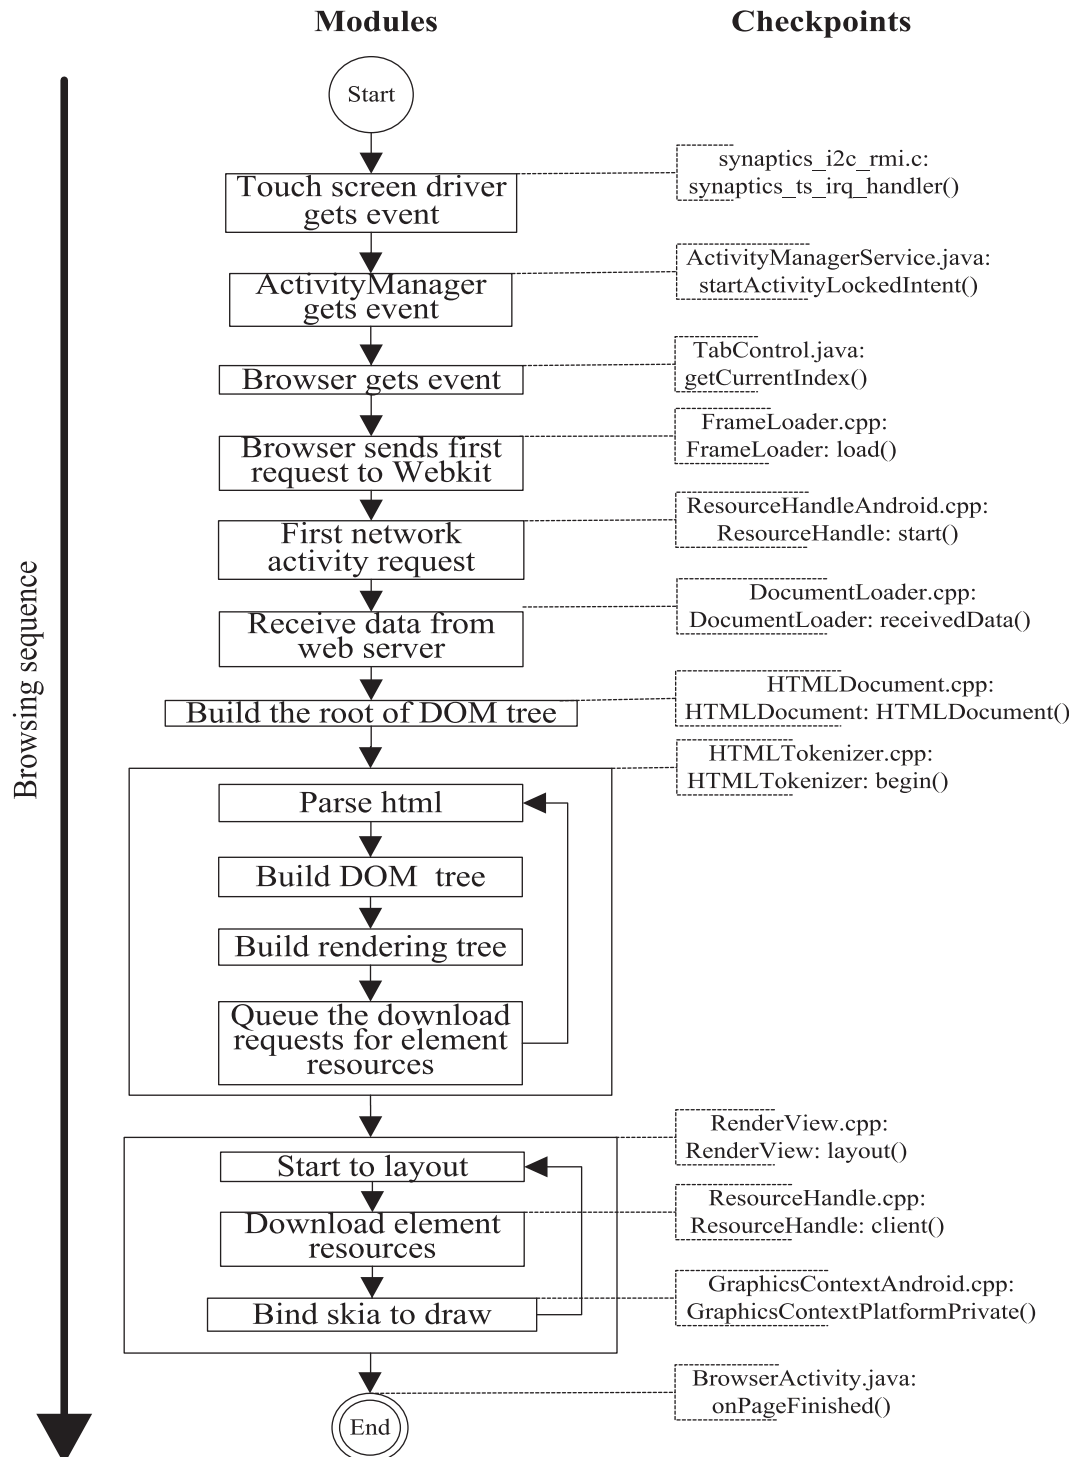 Modules
Checkpoints
Start
synaptics_i2c_rmi.c:
synaptics_ts_irq_handler()
Touch screen driver
gets event
ActivityManagerService.java:
startActivityLockedIntent()
ActivityManager
gets event
TabControl.java:
getCurrentIndex()
Browser gets event
FrameLoader.cpp:
FrameLoader: load()
Browser sends first
request to Webkit
ResourceHandleAndroid.cpp:
ResourceHandle: start()
First network
activity request
DocumentLoader.cpp:
DocumentLoader: receivedData()
Receive data from
web server
HTMLDocument.cpp:
HTMLDocument: HTMLDocument()
Build the root of DOM tree
HTMLTokenizer.cpp:
HTMLTokenizer: begin()
Browsing sequence
Parse html
Build DOM tree
Build rendering tree
Queue the download
requests for element
resources
RenderView.cpp:
RenderView: layout()
Start to layout
ResourceHandle.cpp:
ResourceHandle: client()
Download element
resources
GraphicsContextAndroid.cpp:
GraphicsContextPlatformPrivate()
Bind skia to draw
BrowserActivity.java:
onPageFinished()
End